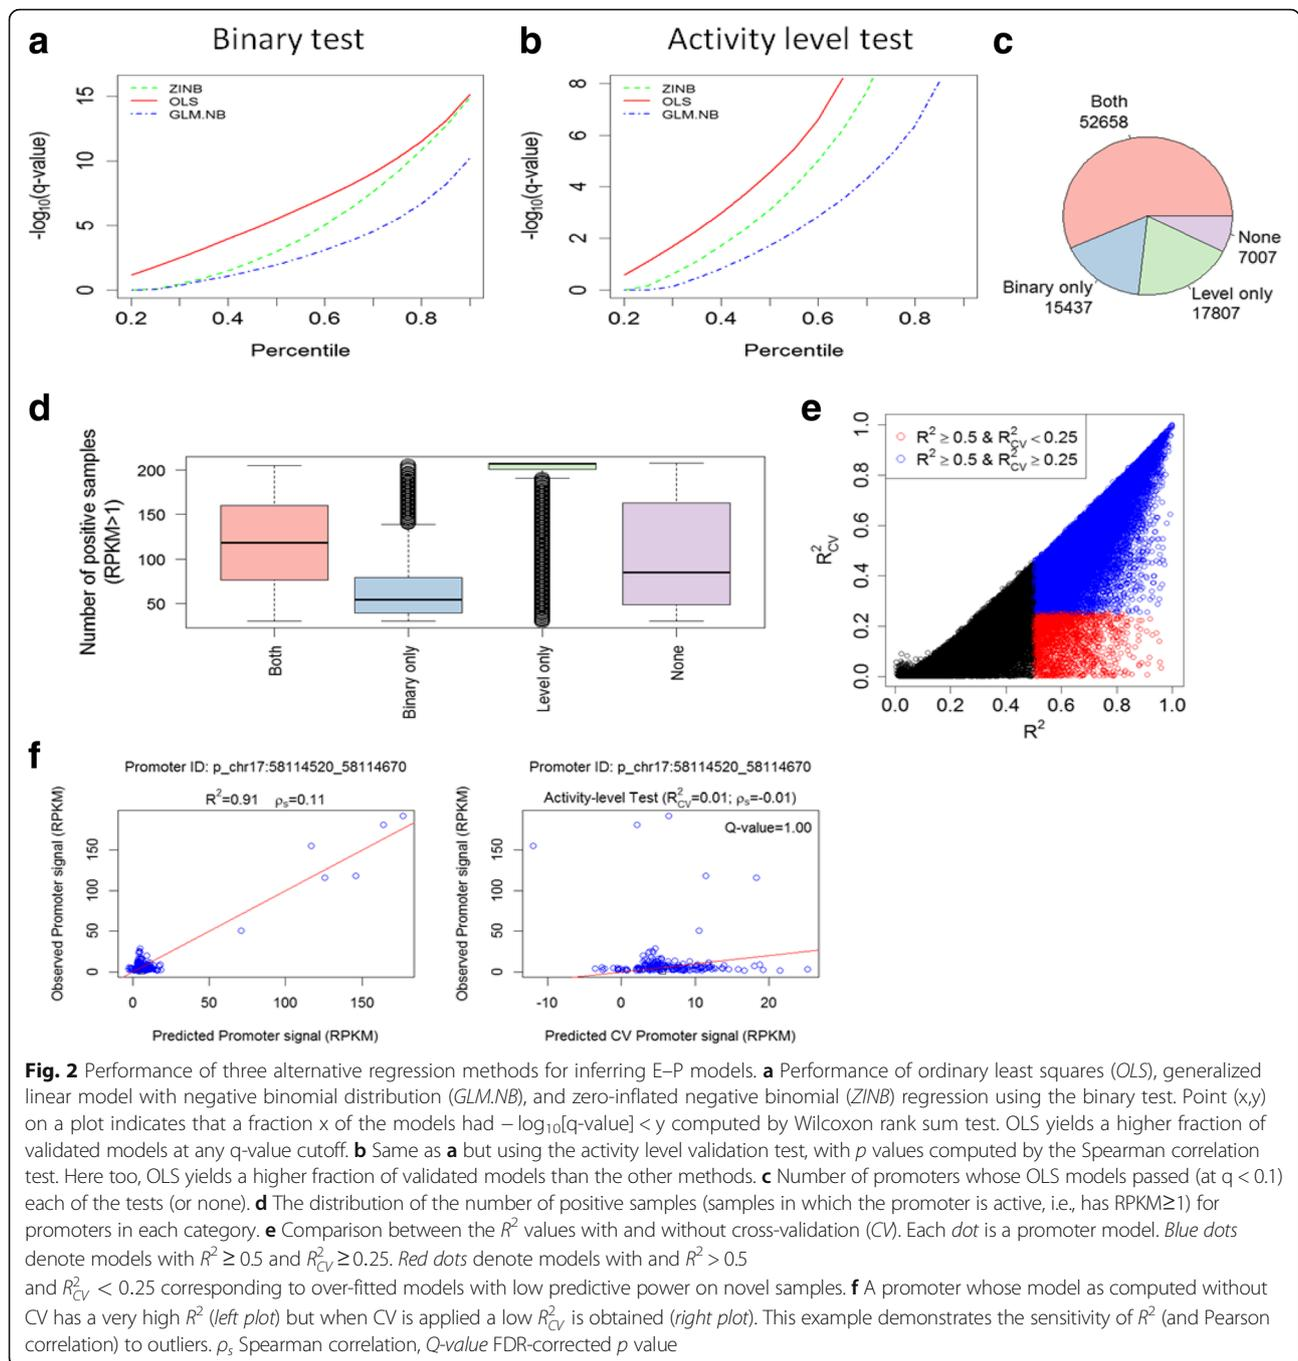 a Binary test
-log10(q-value)
15
10
5
0
ZINB
OLS
GLM.NB
0.2 0.4 0.6 0.8
Percentile
b Activity level test
-log10(q-value)
8
6
4
2
0
ZINB
OLS
GLM.NB
0.2 0.4 0.6 0.8
Percentile
c
Both
52658
None
7007
Binary only
15437
Level only
17807
d
Number of positive samples
(RPKM>1)
200
150
100
50
Both
Binary only
Level only
None
e
R²CV
1.0
0.8
0.6
0.4
0.2
0.0
R² ≥ 0.5 & R²CV < 0.25
R² ≥ 0.5 & R²CV ≥ 0.25
0.0 0.2 0.4 0.6 0.8 1.0
R²
f
Promoter ID: p_chr17:58114520_58114670
R²=0.91 ρs=0.11
Observed Promoter signal (RPKM)
150
100
50
0
0 50 100 150
Predicted Promoter signal (RPKM)
Promoter ID: p_chr17:58114520_58114670
Activity-level Test (R²CV=0.01; ρs=-0.01)
Q-value=1.00
Observed Promoter signal (RPKM)
150
100
50
0
-10 0 10 20
Predicted CV Promoter signal (RPKM)
Fig. 2 Performance of three alternative regression methods for inferring E–P models. a Performance of ordinary least squares (OLS), generalized
linear model with negative binomial distribution (GLM.NB), and zero-inflated negative binomial (ZINB) regression using the binary test. Point (x,y)
on a plot indicates that a fraction x of the models had − log10[q-value] < y computed by Wilcoxon rank sum test. OLS yields a higher fraction of
validated models at any q-value cutoff. b Same as a but using the activity level validation test, with p values computed by the Spearman correlation
test. Here too, OLS yields a higher fraction of validated models than the other methods. c Number of promoters whose OLS models passed (at q < 0.1)
each of the tests (or none). d The distribution of the number of positive samples (samples in which the promoter is active, i.e., has RPKM≥1) for
promoters in each category. e Comparison between the R² values with and without cross-validation (CV). Each dot is a promoter model. Blue dots
denote models with R² ≥ 0.5 and R²CV ≥ 0.25. Red dots denote models with and R² > 0.5
and R²CV < 0.25 corresponding to over-fitted models with low predictive power on novel samples. f A promoter whose model as computed without
CV has a very high R² (left plot) but when CV is applied a low R²CV is obtained (right plot). This example demonstrates the sensitivity of R² (and Pearson
correlation) to outliers. ρs Spearman correlation, Q-value FDR-corrected p value